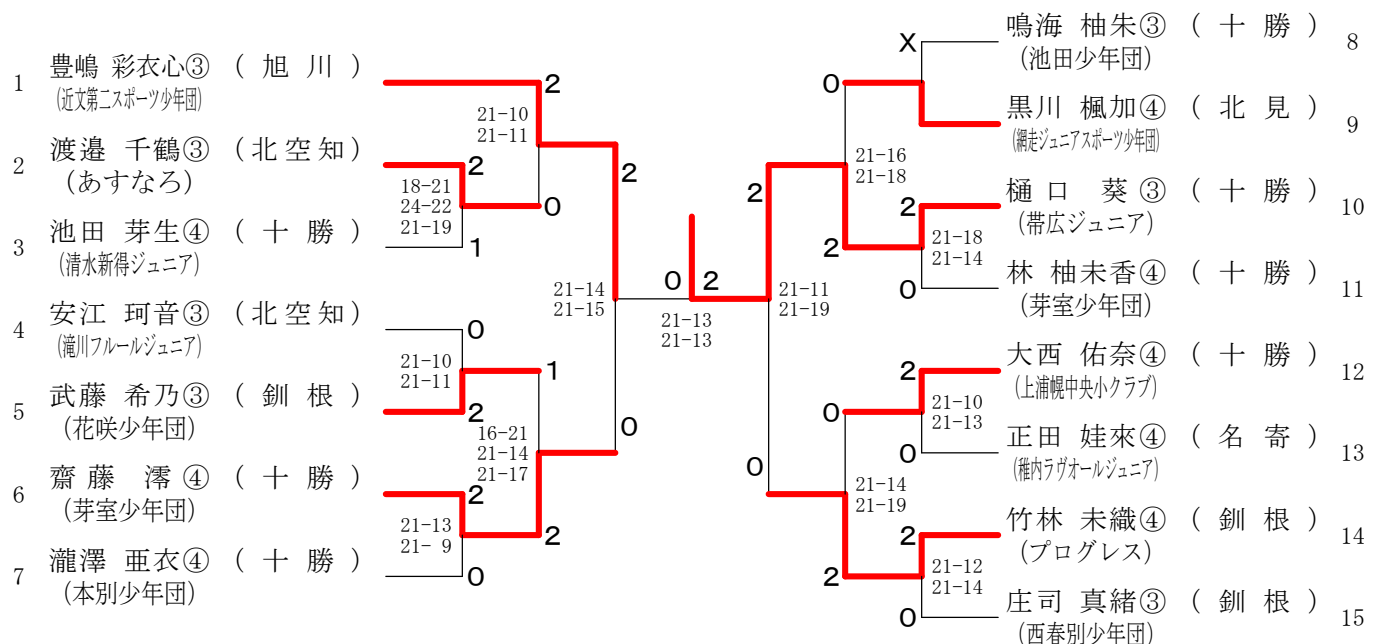 1 豊嶋 彩衣心③ （ 旭 川 ）
(近文第二スポーツ少年団)
2 渡邉 千鶴③ （北空知）
(あすなろ)
3 池田 芽生④ （ 十 勝 ）
(清水新得ジュニア)
4 安江 珂音③ （北空知）
(滝川フルールジュニア)
5 武藤 希乃③ （ 釧 根 ）
(花咲少年団)
6 齋藤 澪④ （ 十 勝 ）
(芽室少年団)
7 瀧澤 亜衣④ （ 十 勝 ）
(本別少年団)
2
21-10
21-11
2
18-21
24-22
21-19
0
1
2
0
21-10
21-11
1
2
16-21
21-14
21-17
2
21-13
21- 9
2
0
21-14
21-15
0
0 2
21-13
21-13
2
21-11
21-19
0
X
0
21-16
21-18
2
2
21-18
21-14
0
2
0
21-10
21-13
0
21-14
21-19
2
2
21-12
21-14
0
鳴海 柚朱③ （ 十 勝 ） 8
(池田少年団)
黒川 楓加④ （ 北 見 ） 9
(網走ジュニアスポーツ少年団)
樋口 葵③ （ 十 勝 ） 10
(帯広ジュニア)
林 柚未香④ （ 十 勝 ） 11
(芽室少年団)
大西 佑奈④ （ 十 勝 ） 12
(上浦幌中央小クラブ)
正田 娃來④ （ 名 寄 ） 13
(稚内ラヴオールジュニア)
竹林 未織④ （ 釧 根 ） 14
(プログレス)
庄司 真緒③ （ 釧 根 ） 15
(西春別少年団)